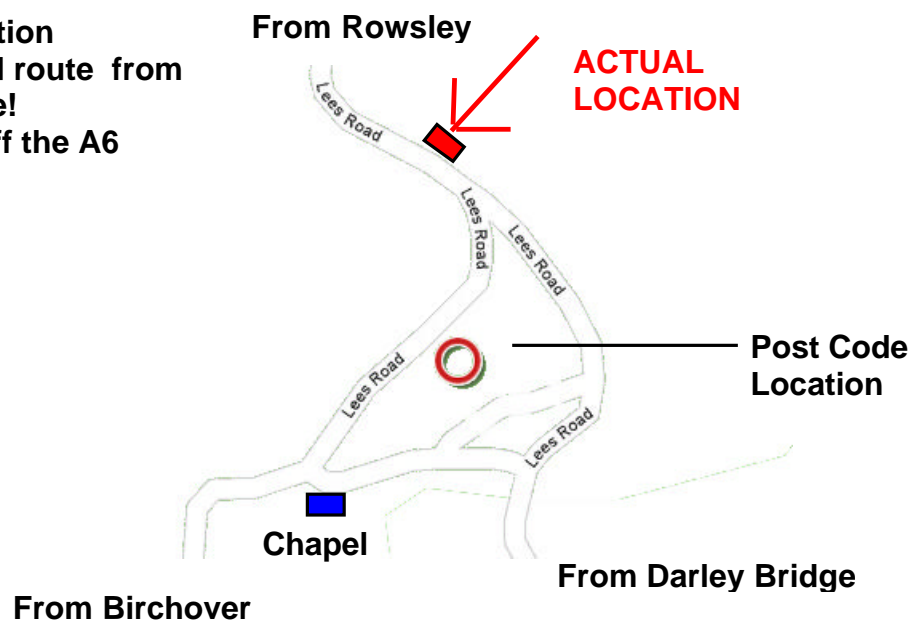 tion
l route from
e!
ff the A6
From Rowsley
ACTUAL
LOCATION
Lees Road
Lees Road
Lees Road
Lees Road
Lees Road
Post Code
Location
Chapel
From Darley Bridge
From Birchover